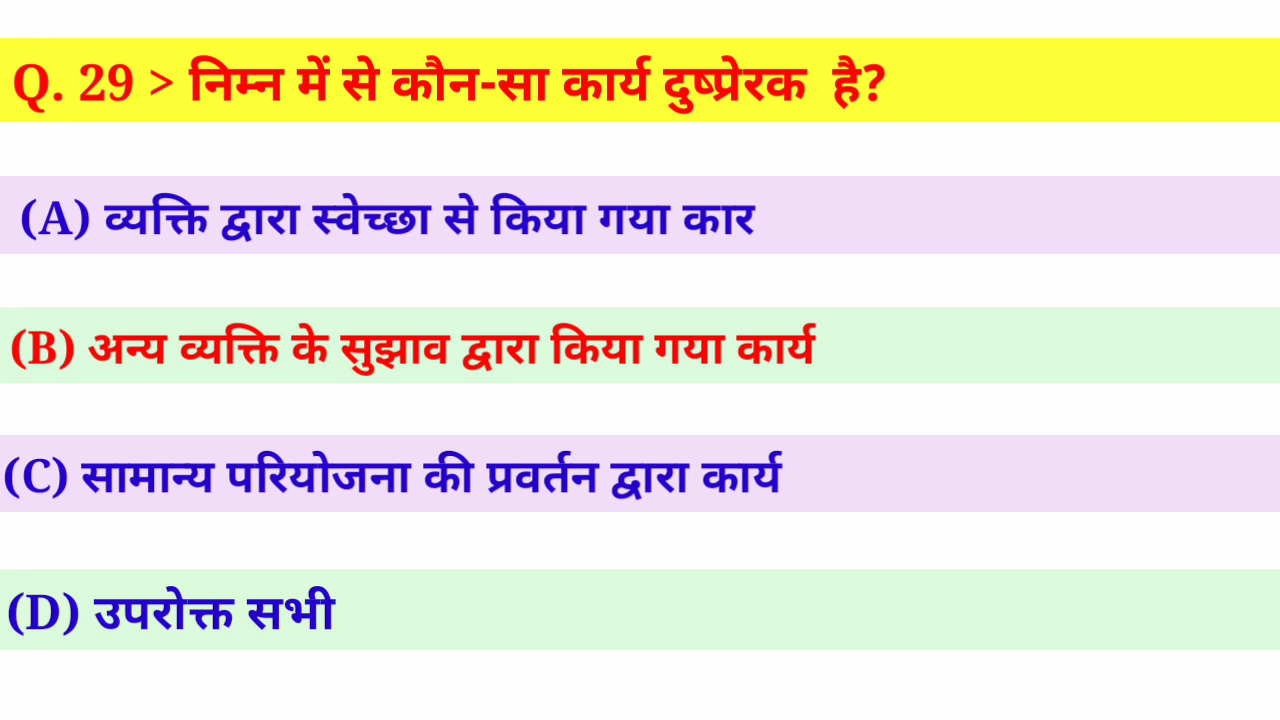 Q. 29 > निम्न में से कौन-सा कार्य दुष्प्रेरक है?
(A) व्यक्ति द्वारा स्वेच्छा से किया गया कार
(B) अन्य व्यक्ति के सुझाव द्वारा किया गया कार्य
(C) सामान्य परियोजना की प्रवर्तन द्वारा कार्य
(D) उपरोक्त सभी